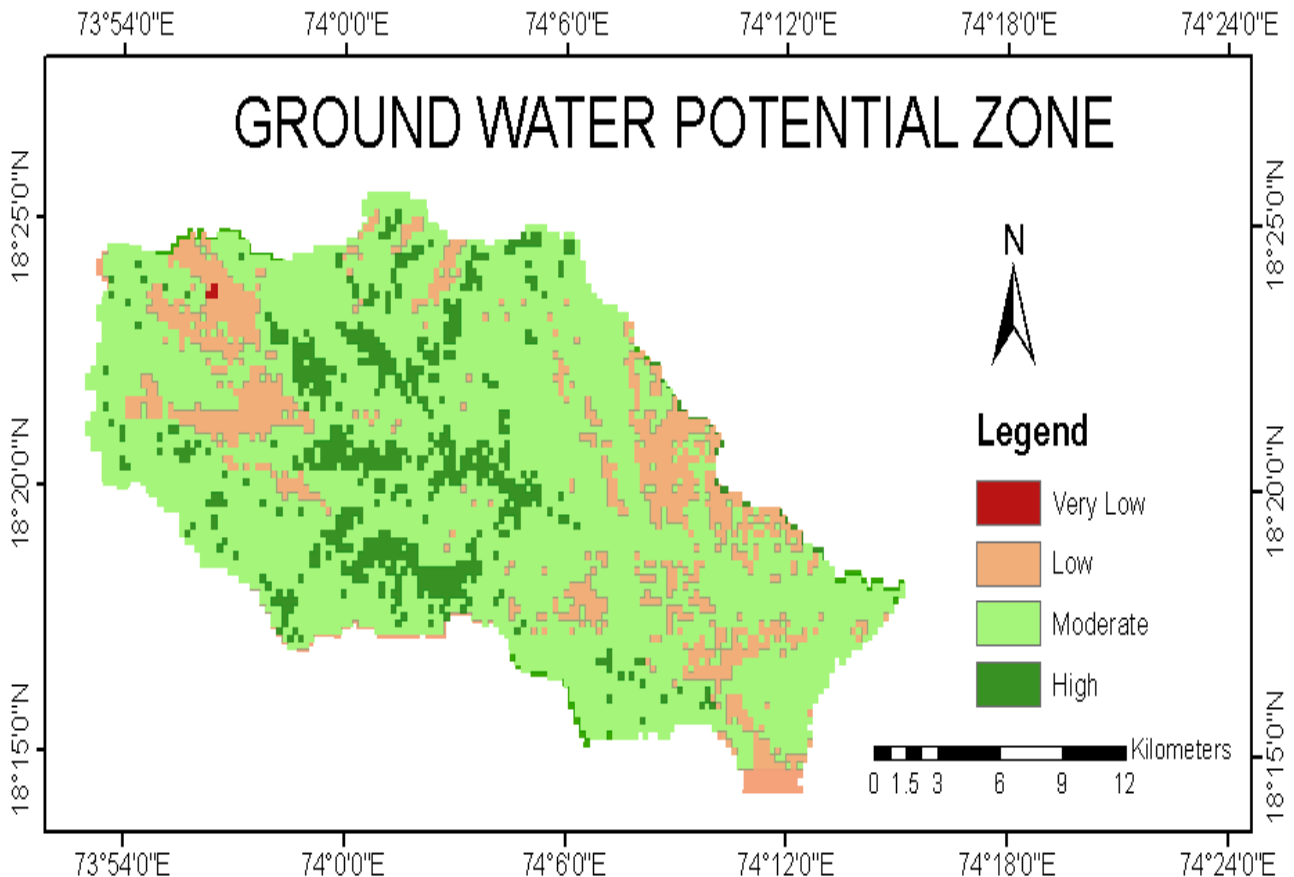 73°54'0"E 74°0'0"E 74°6'0"E 74°12'0"E 74°18'0"E 74°24'0"E
GROUND WATER POTENTIAL ZONE
18°25'0"N
18°20'0"N
18°15'0"N
N
Legend
Very Low
Low
Moderate
High
Kilometers
0 1.5 3 6 9 12
18°25'0"N
18°20'0"N
18°15'0"N
73°54'0"E 74°0'0"E 74°6'0"E 74°12'0"E 74°18'0"E 74°24'0"E